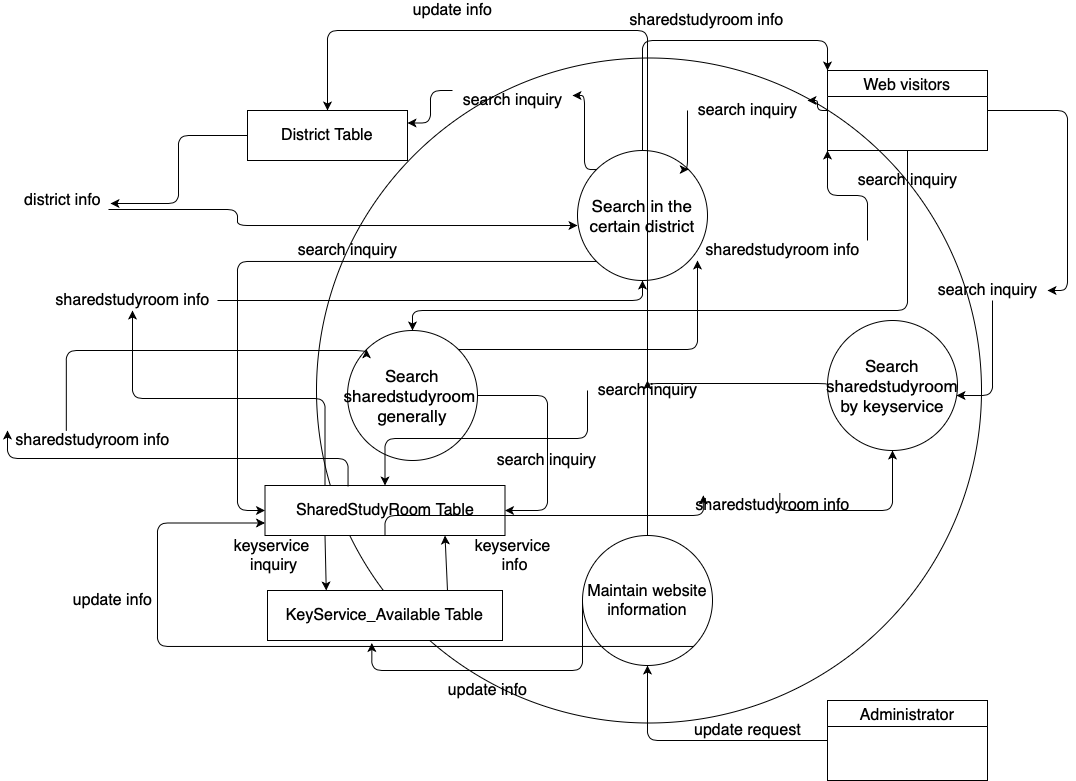 update info
sharedstudyroom info
Web visitors
search inquiry
search inquiry
District Table
search inquiry
district info
Search in the
certain district
search inquiry
sharedstudyroom info
sharedstudyroom info
search inquiry
Search
sharedstudyroom
generally
search inquiry
Search
sharedstudyroom
by keyservice
sharedstudyroom info
search inquiry
SharedStudyRoom Table
sharedstudyroom info
keyservice
inquiry
keyservice
info
update info
KeyService_Available Table
Maintain website
information
update info
Administrator
update request